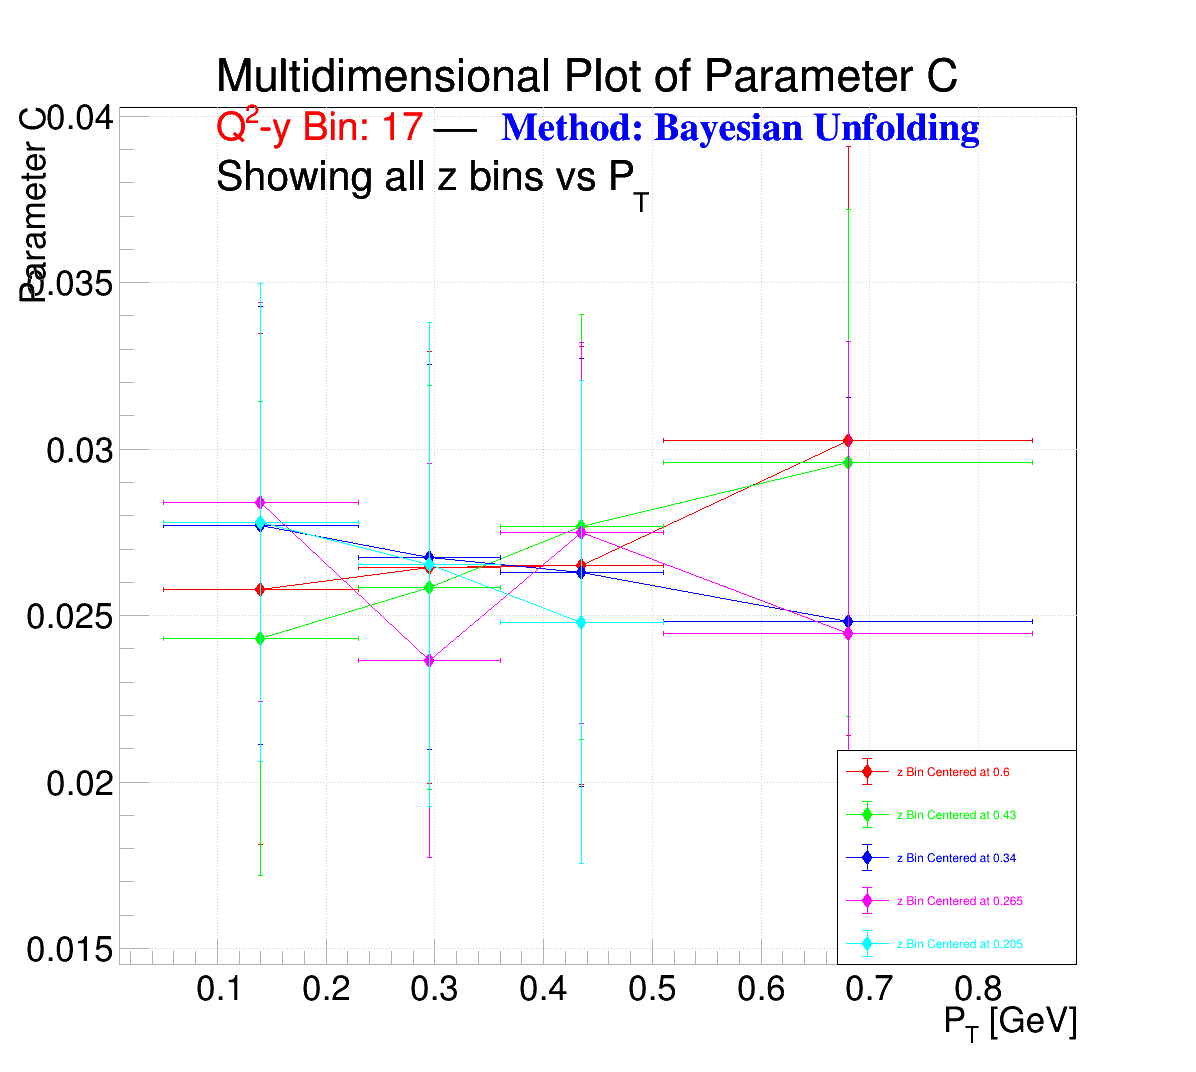 Multidimensional Plot of Parameter C
Q²-y Bin: 17 — Method: Bayesian Unfolding
Showing all z bins vs P_T
Parameter C
0.04
0.035
0.03
0.025
0.02
0.015
z Bin Centered at 0.6
z Bin Centered at 0.43
z Bin Centered at 0.34
z Bin Centered at 0.265
z Bin Centered at 0.205
0.1 0.2 0.3 0.4 0.5 0.6 0.7 0.8
P_T [GeV]